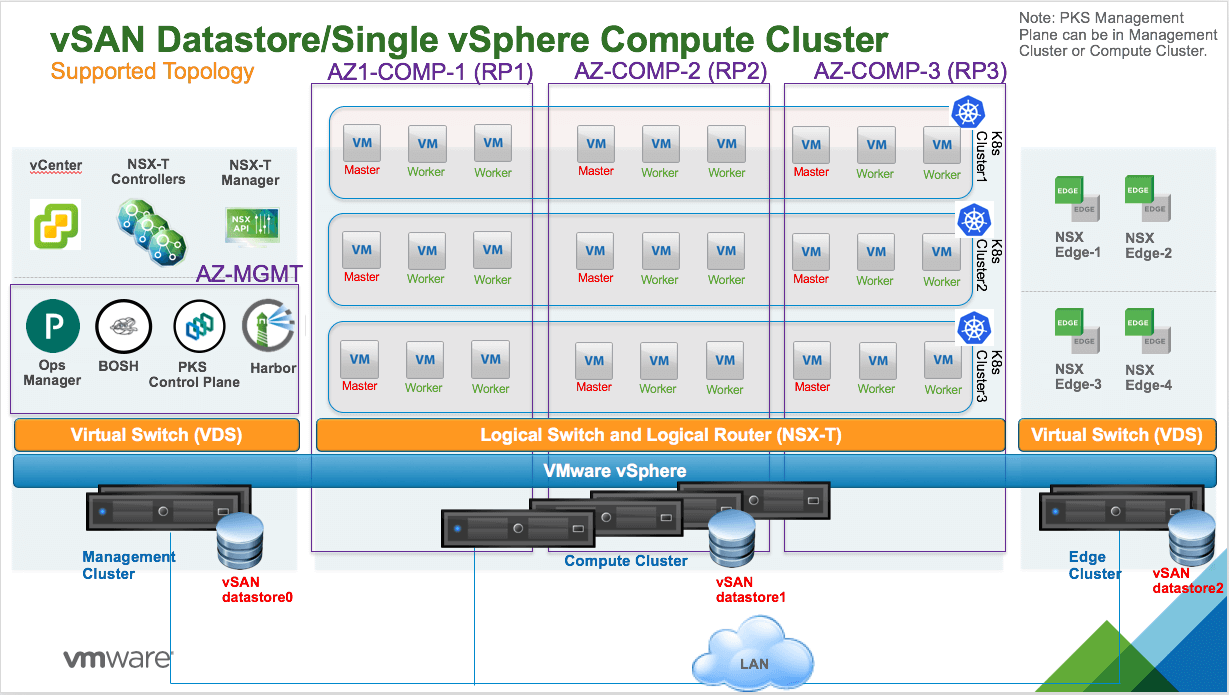 vSAN Datastore/Single vSphere Compute Cluster
Supported Topology
Note: PKS Management
Plane can be in Management
Cluster or Compute Cluster.
AZ1-COMP-1 (RP1)
AZ-COMP-2 (RP2)
AZ-COMP-3 (RP3)
vCenter
NSX-T
Controllers
NSX-T
Manager
NSX
API
AZ-MGMT
P
Ops
Manager
BOSH
PKS
Control Plane
Harbor
VM VM VM VM VM VM VM VM VM
Master Worker Worker Master Worker Worker Master Worker Worker
K8s
Cluster1
VM VM VM VM VM VM VM VM VM
Master Worker Worker Master Worker Worker Master Worker Worker
K8s
Cluster2
VM VM VM VM VM VM VM VM VM
Master Worker Worker Master Worker Worker Master Worker Worker
K8s
Cluster3
EDGE
EDGE
NSX
Edge-1
EDGE
EDGE
NSX
Edge-2
EDGE
EDGE
NSX
Edge-3
EDGE
EDGE
NSX
Edge-4
Virtual Switch (VDS)
Logical Switch and Logical Router (NSX-T)
Virtual Switch (VDS)
VMware vSphere
Management
Cluster
vSAN
datastore0
Compute Cluster
vSAN
datastore1
Edge
Cluster
vSAN
datastore2
LAN
vmware